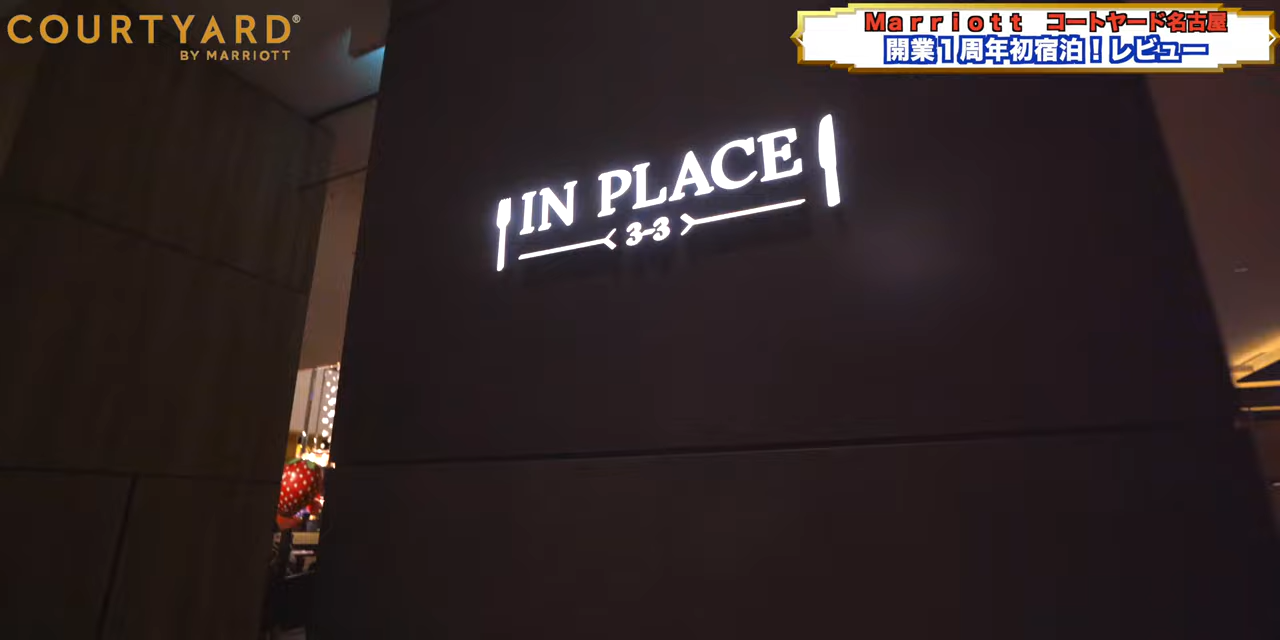 COURTYARD®
BY MARRIOTT
Marriott コートヤード名古屋
開業1周年初宿泊！レビュー
IN PLACE
3-3